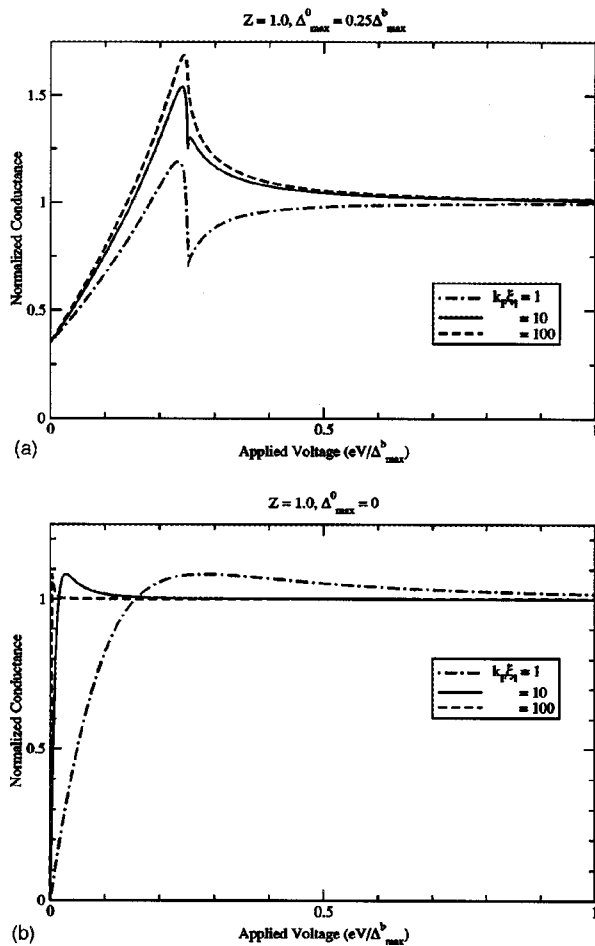 Z = 1.0, Δ⁰max = 0.25Δᵇmax
Normalized Conductance
1.5
1
0.5
0
0
0.5
1
kFξ1 = 1
= 10
= 100
(a)
Applied Voltage (eV/Δᵇmax)
Z = 1.0, Δ⁰max = 0
Normalized Conductance
1
0.5
0
0
0.5
1
kFξ1 = 1
= 10
= 100
(b)
Applied Voltage (eV/Δᵇmax)